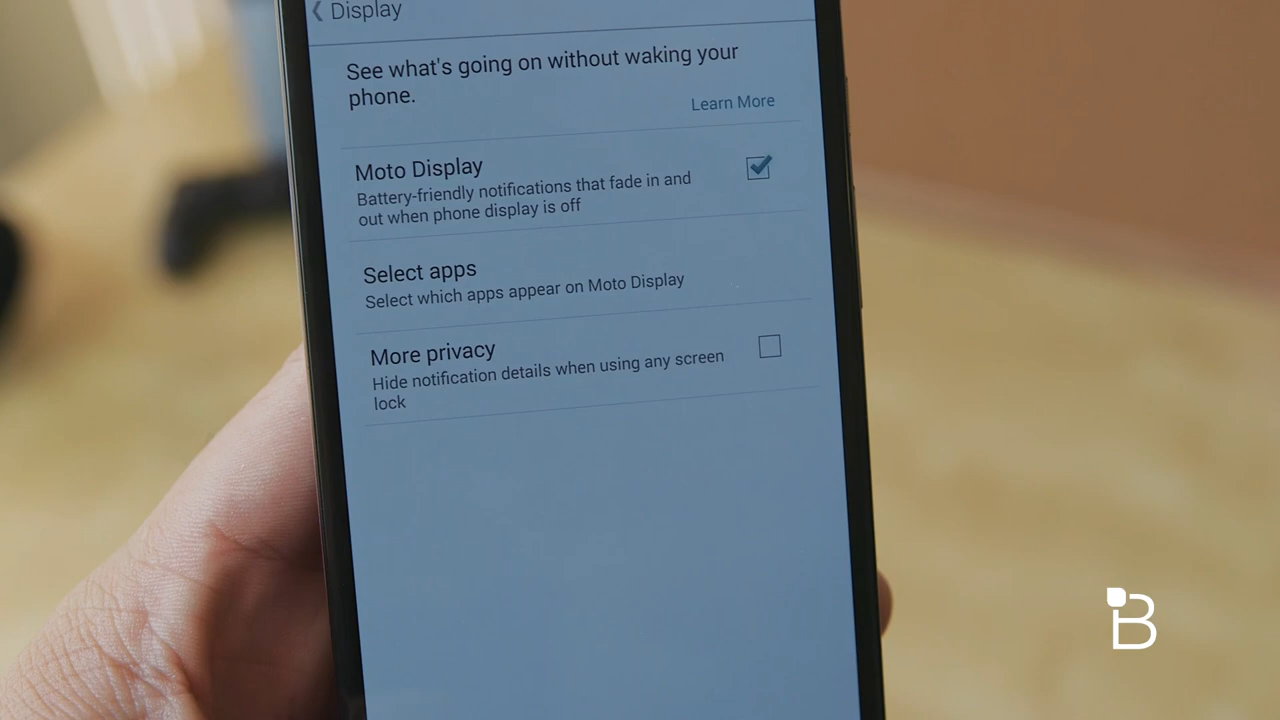 Display
See what's going on without waking your
phone.
Learn More
Moto Display
Battery-friendly notifications that fade in and
out when phone display is off
Select apps
Select which apps appear on Moto Display
More privacy
Hide notification details when using any screen
lock
B